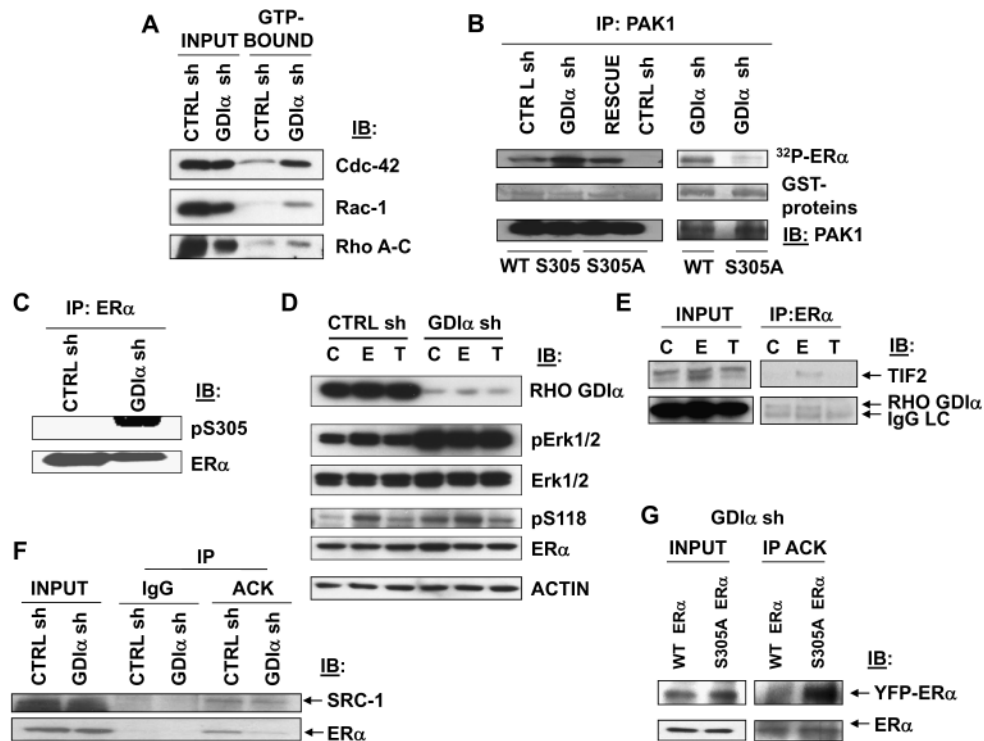 A
INPUT
GTP-
BOUND
CTRL sh
GDIα sh
CTRL sh
GDIα sh
IB:
Cdc-42
Rac-1
Rho A-C
B
IP: PAK1
CTR L sh
GDIα sh
RESCUE
CTRL sh
GDIα sh
GDIα sh
32P-ERα
GST-
proteins
IB: PAK1
WT S305
S305A
WT
S305A
C
IP: ERα
CTRL sh
GDIα sh
IB:
pS305
ERα
D
CTRL sh
GDIα sh
C E T C E T
IB:
RHO GDIα
pErk1/2
Erk1/2
pS118
ERα
ACTIN
E
INPUT
IP:ERα
C E T C E T
IB:
TIF2
RHO GDIα
IgG LC
F
IP
INPUT
IgG
ACK
CTRL sh
GDIα sh
CTRL sh
GDIα sh
CTRL sh
GDIα sh
IB:
SRC-1
ERα
G
GDIα sh
INPUT
IP ACK
WT ERα
S305A ERα
WT ERα
S305A ERα
IB:
YFP-ERα
ERα